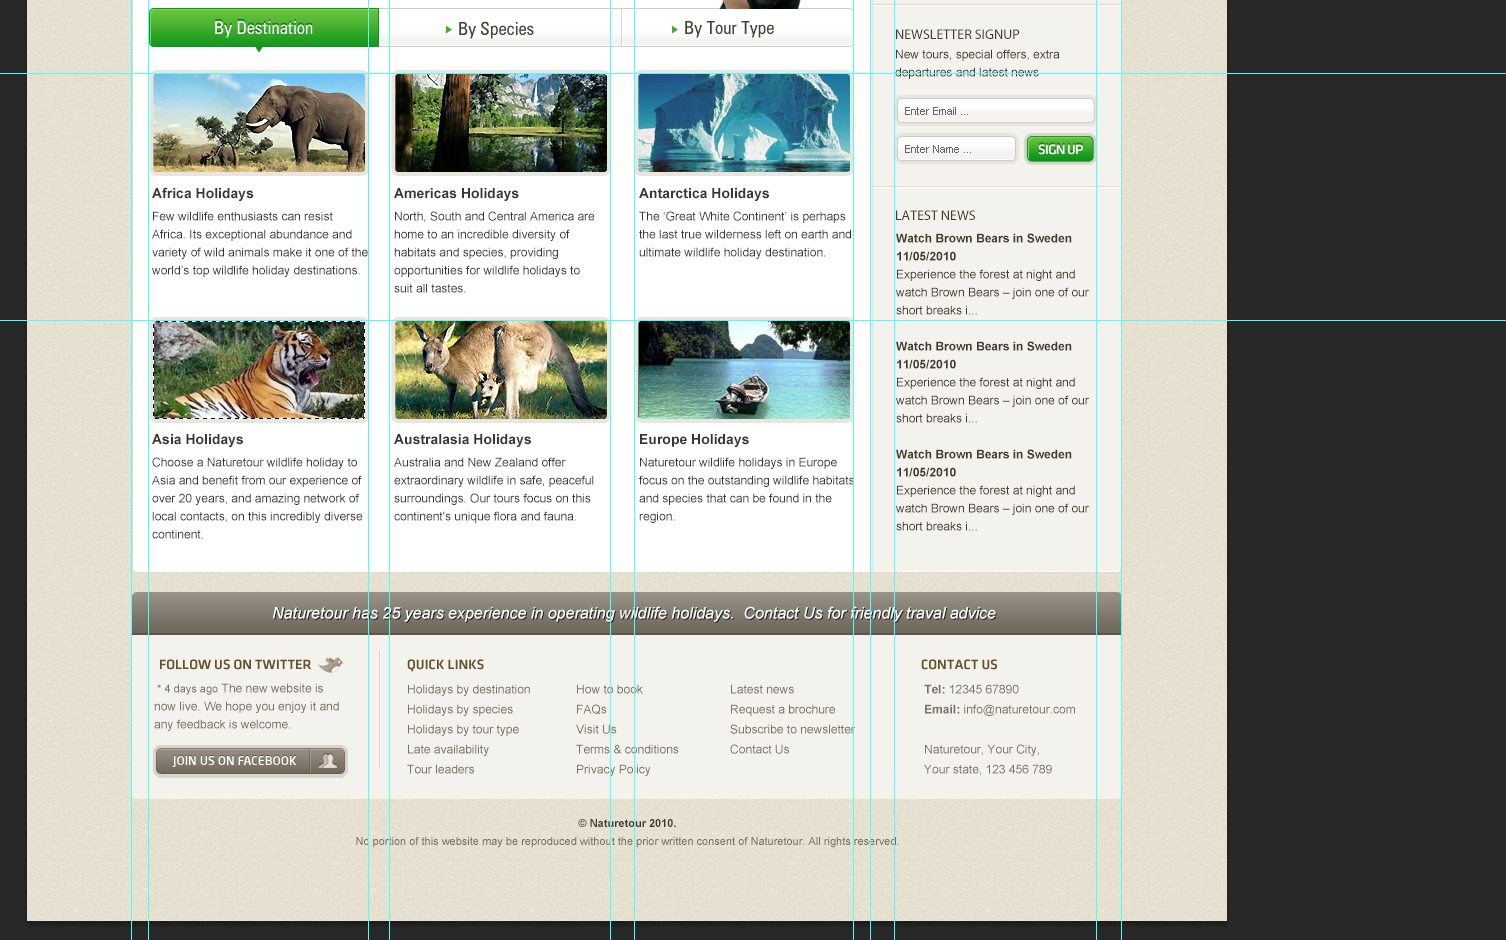 By Destination
By Species
By Tour Type
Africa Holidays
Few wildlife enthusiasts can resist
Africa. Its exceptional abundance and
variety of wild animals make it one of the
world's top wildlife holiday destinations.
Americas Holidays
North, South and Central America are
home to an incredible diversity of
habitats and species, providing
opportunities for wildlife holidays to
suit all tastes.
Antarctica Holidays
The 'Great White Continent' is perhaps
the last true wilderness left on earth and
ultimate wildlife holiday destination.
Asia Holidays
Choose a Naturetour wildlife holiday to
Asia and benefit from our experience of
over 20 years, and amazing network of
local contacts, on this incredibly diverse
continent.
Australasia Holidays
Australia and New Zealand offer
extraordinary wildlife in safe, peaceful
surroundings. Our tours focus on this
continent's unique flora and fauna.
Europe Holidays
Naturetour wildlife holidays in Europe
focus on the outstanding wildlife habitats
and species that can be found in the
region.
NEWSLETTER SIGNUP
New tours, special offers, extra
departures and latest news
Enter Email ...
Enter Name ...
SIGN UP
LATEST NEWS
Watch Brown Bears in Sweden
11/05/2010
Experience the forest at night and
watch Brown Bears – join one of our
short breaks i...
Watch Brown Bears in Sweden
11/05/2010
Experience the forest at night and
watch Brown Bears – join one of our
short breaks i...
Watch Brown Bears in Sweden
11/05/2010
Experience the forest at night and
watch Brown Bears – join one of our
short breaks i...
Naturetour has 25 years experience in operating wildlife holidays. Contact Us for friendly traval advice
FOLLOW US ON TWITTER
* 4 days ago The new website is
now live. We hope you enjoy it and
any feedback is welcome.
JOIN US ON FACEBOOK
QUICK LINKS
Holidays by destination
Holidays by species
Holidays by tour type
Late availability
Tour leaders
How to book
FAQs
Visit Us
Terms & conditions
Privacy Policy
Latest news
Request a brochure
Subscribe to newsletter
Contact Us
CONTACT US
Tel: 12345 67890
Email: info@naturetour.com
Naturetour, Your City,
Your state, 123 456 789
© Naturetour 2010.
No portion of this website may be reproduced without the prior written consent of Naturetour. All rights reserved.